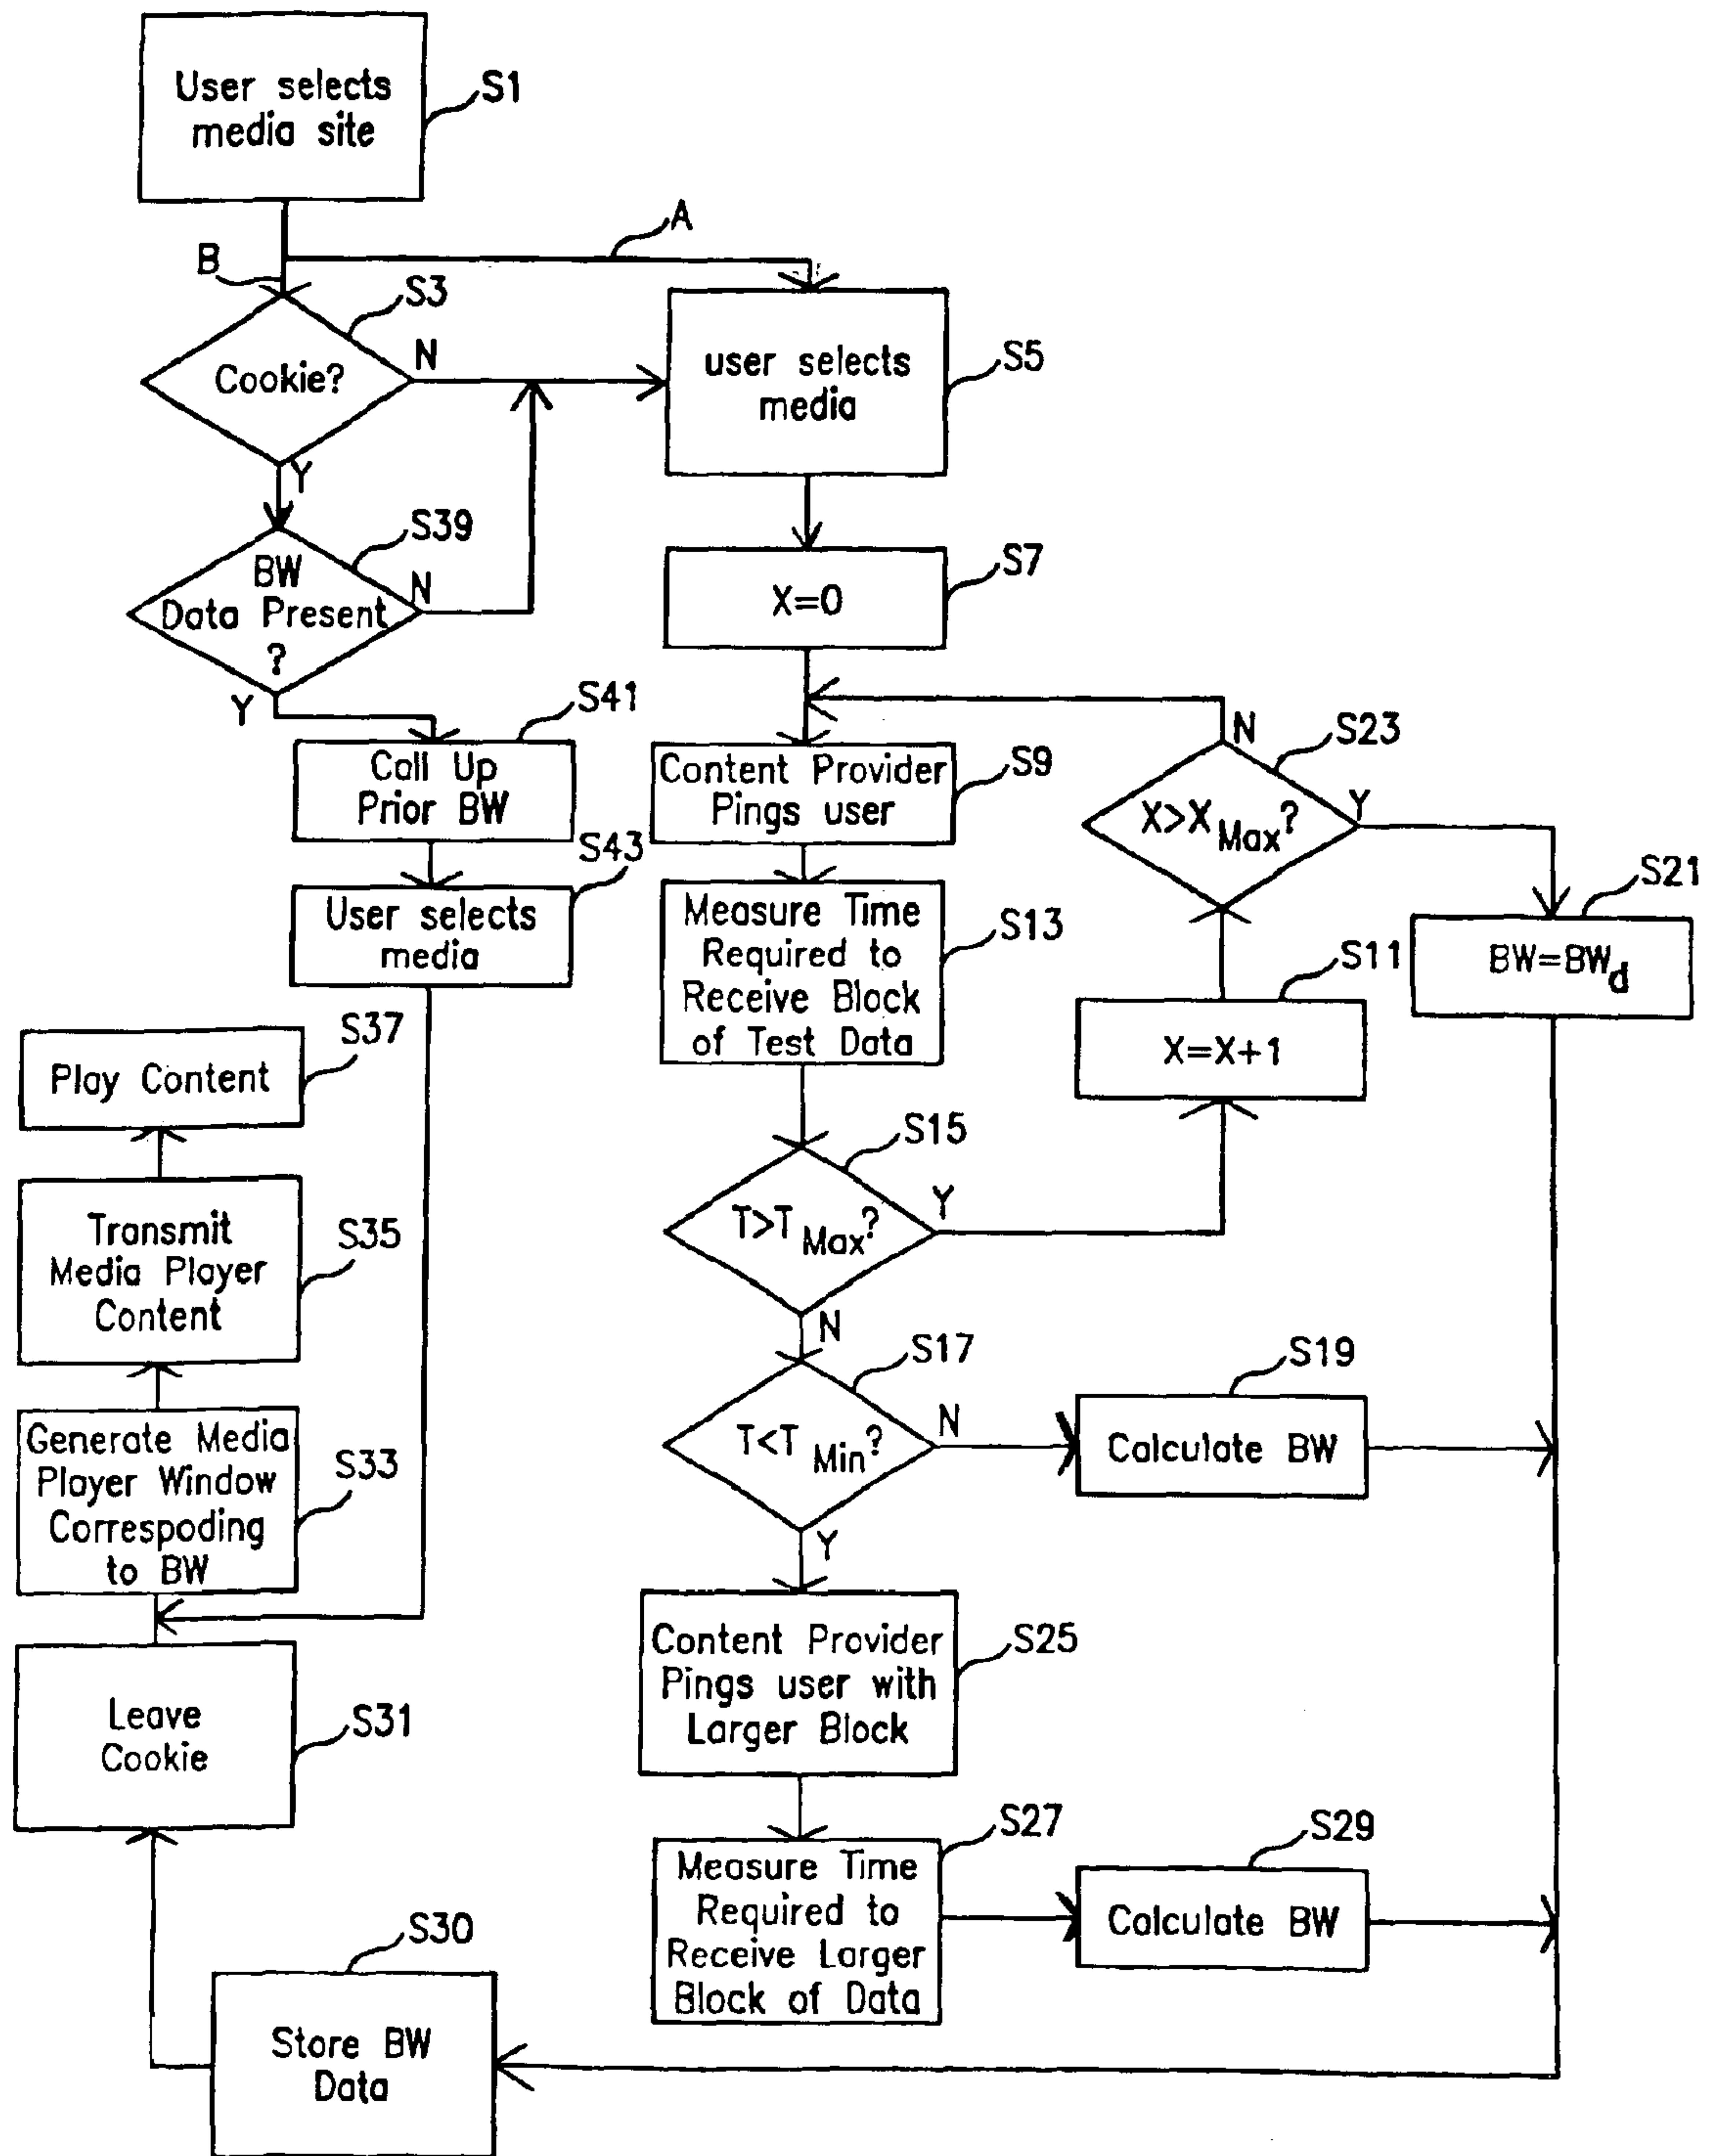 User selects
media site
S1
A
B
S3
Cookie?
N
Y
user selects
media
S5
S39
BW
Data Present
?
N
Y
X=0
S7
S41
Call Up
Prior BW
S43
User selects
media
Content Provider
Pings user
S9
N
S23
X>X Max?
Y
S21
BW=BWd
Measure Time
Required to
Receive Block
of Test Data
S13
S11
X=X+1
S37
Play Content
S15
T>T Max?
Y
N
Transmit
Media Player
Content
S35
S17
T<T Min?
N
Y
S19
Calculate BW
Generate Media
Player Window
Correspoding
to BW
S33
Content Provider
Pings user with
Larger Block
S25
Leave
Cookie
S31
S27
Measure Time
Required to
Receive Larger
Block of Data
S29
Calculate BW
S30
Store BW
Data